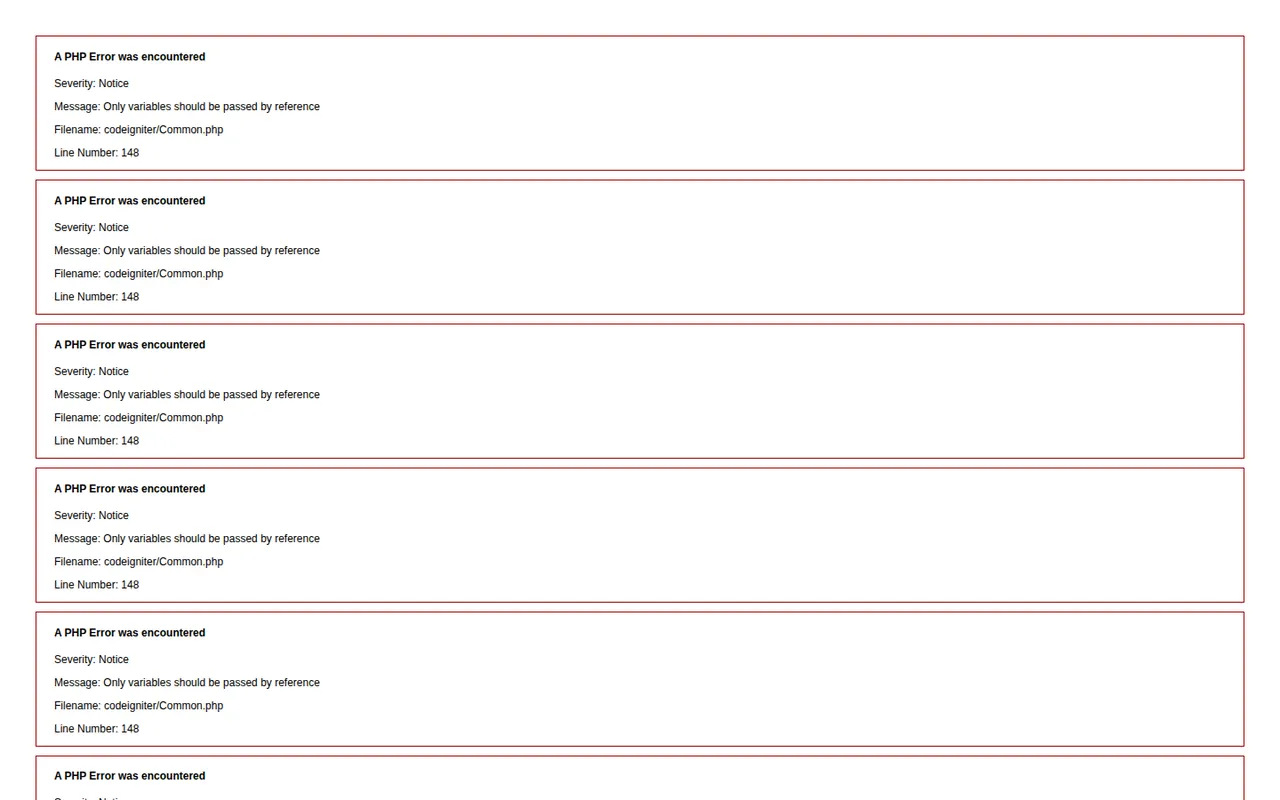 A PHP Error was encountered
Severity: Notice
Message: Only variables should be passed by reference
Filename: codeigniter/Common.php
Line Number: 148
A PHP Error was encountered
Severity: Notice
Message: Only variables should be passed by reference
Filename: codeigniter/Common.php
Line Number: 148
A PHP Error was encountered
Severity: Notice
Message: Only variables should be passed by reference
Filename: codeigniter/Common.php
Line Number: 148
A PHP Error was encountered
Severity: Notice
Message: Only variables should be passed by reference
Filename: codeigniter/Common.php
Line Number: 148
A PHP Error was encountered
Severity: Notice
Message: Only variables should be passed by reference
Filename: codeigniter/Common.php
Line Number: 148
A PHP Error was encountered